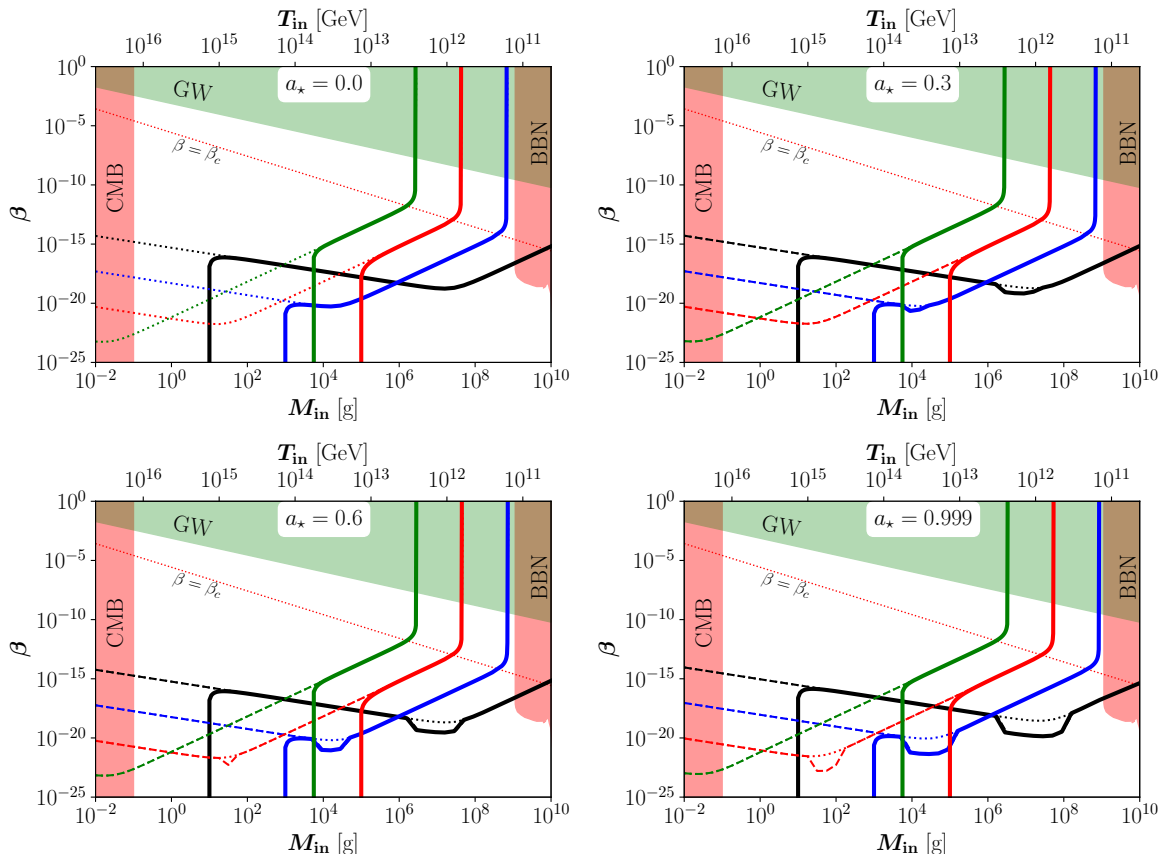 T_in [GeV] T_in [GeV]
10^16 10^15 10^14 10^13 10^12 10^11 10^16 10^15 10^14 10^13 10^12 10^11
10^0 GW a⋆ = 0.0 10^0 GW a⋆ = 0.3
10^−5 10^−5
β = β_c β = β_c
CMB BBN CMB BBN
10^−10 10^−10
β β
10^−15 10^−15
10^−20 10^−20
10^−25 10^−25
10^−2 10^0 10^2 10^4 10^6 10^8 10^10 10^−2 10^0 10^2 10^4 10^6 10^8 10^10
M_in [g] M_in [g]
T_in [GeV] T_in [GeV]
10^16 10^15 10^14 10^13 10^12 10^11 10^16 10^15 10^14 10^13 10^12 10^11
10^0 GW a⋆ = 0.6 10^0 GW a⋆ = 0.999
10^−5 10^−5
β = β_c β = β_c
CMB BBN CMB BBN
10^−10 10^−10
β β
10^−15 10^−15
10^−20 10^−20
10^−25 10^−25
10^−2 10^0 10^2 10^4 10^6 10^8 10^10 10^−2 10^0 10^2 10^4 10^6 10^8 10^10
M_in [g] M_in [g]